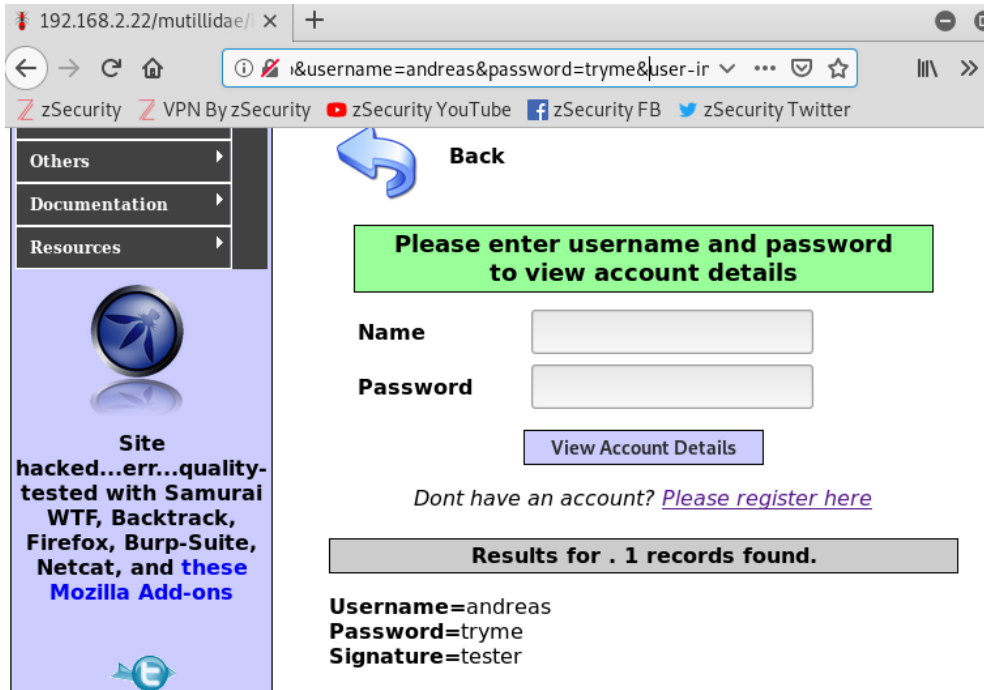 192.168.2.22/mutillidae/
&username=andreas&password=tryme&user-in
zSecurity VPN By zSecurity zSecurity YouTube zSecurity FB zSecurity Twitter
Others
Documentation
Resources
Site
hacked...err...quality-
tested with Samurai
WTF, Backtrack,
Firefox, Burp-Suite,
Netcat, and these
Mozilla Add-ons
Back
Please enter username and password
to view account details
Name
Password
View Account Details
Dont have an account? Please register here
Results for . 1 records found.
Username=andreas
Password=tryme
Signature=tester